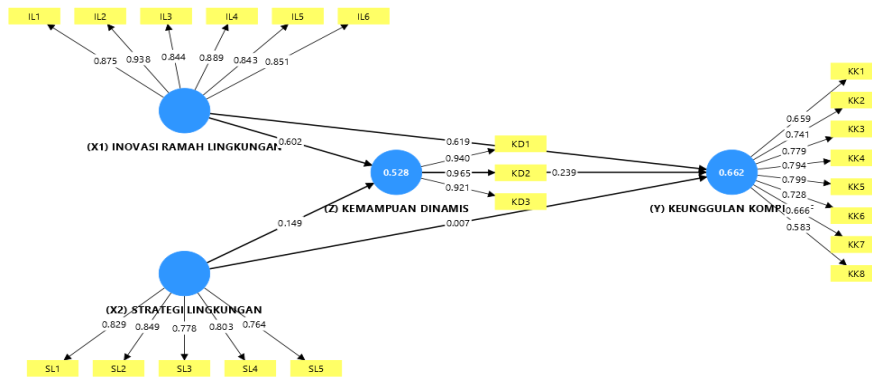 IL1 IL2 IL3 IL4 IL5 IL6
0.875 0.938 0.844 0.889 0.843 0.851
(X1) INOVASI RAMAH LINGKUNGAN
0.602
0.619
KD1
KD2
KD3
0.940
0.965
0.921
0.528
0.239
(Z) KEMAMPUAN DINAMIS
0.149
0.007
0.662
(Y) KEUNGGULAN
KK1
KK2
KK3
KK4
KK5
KK6
KK7
KK8
0.659
0.741
0.779
0.794
0.799
0.728
0.666
0.583
(X2) STRATEGI LINGKUNGAN
0.829 0.849 0.778 0.803 0.764
SL1 SL2 SL3 SL4 SL5